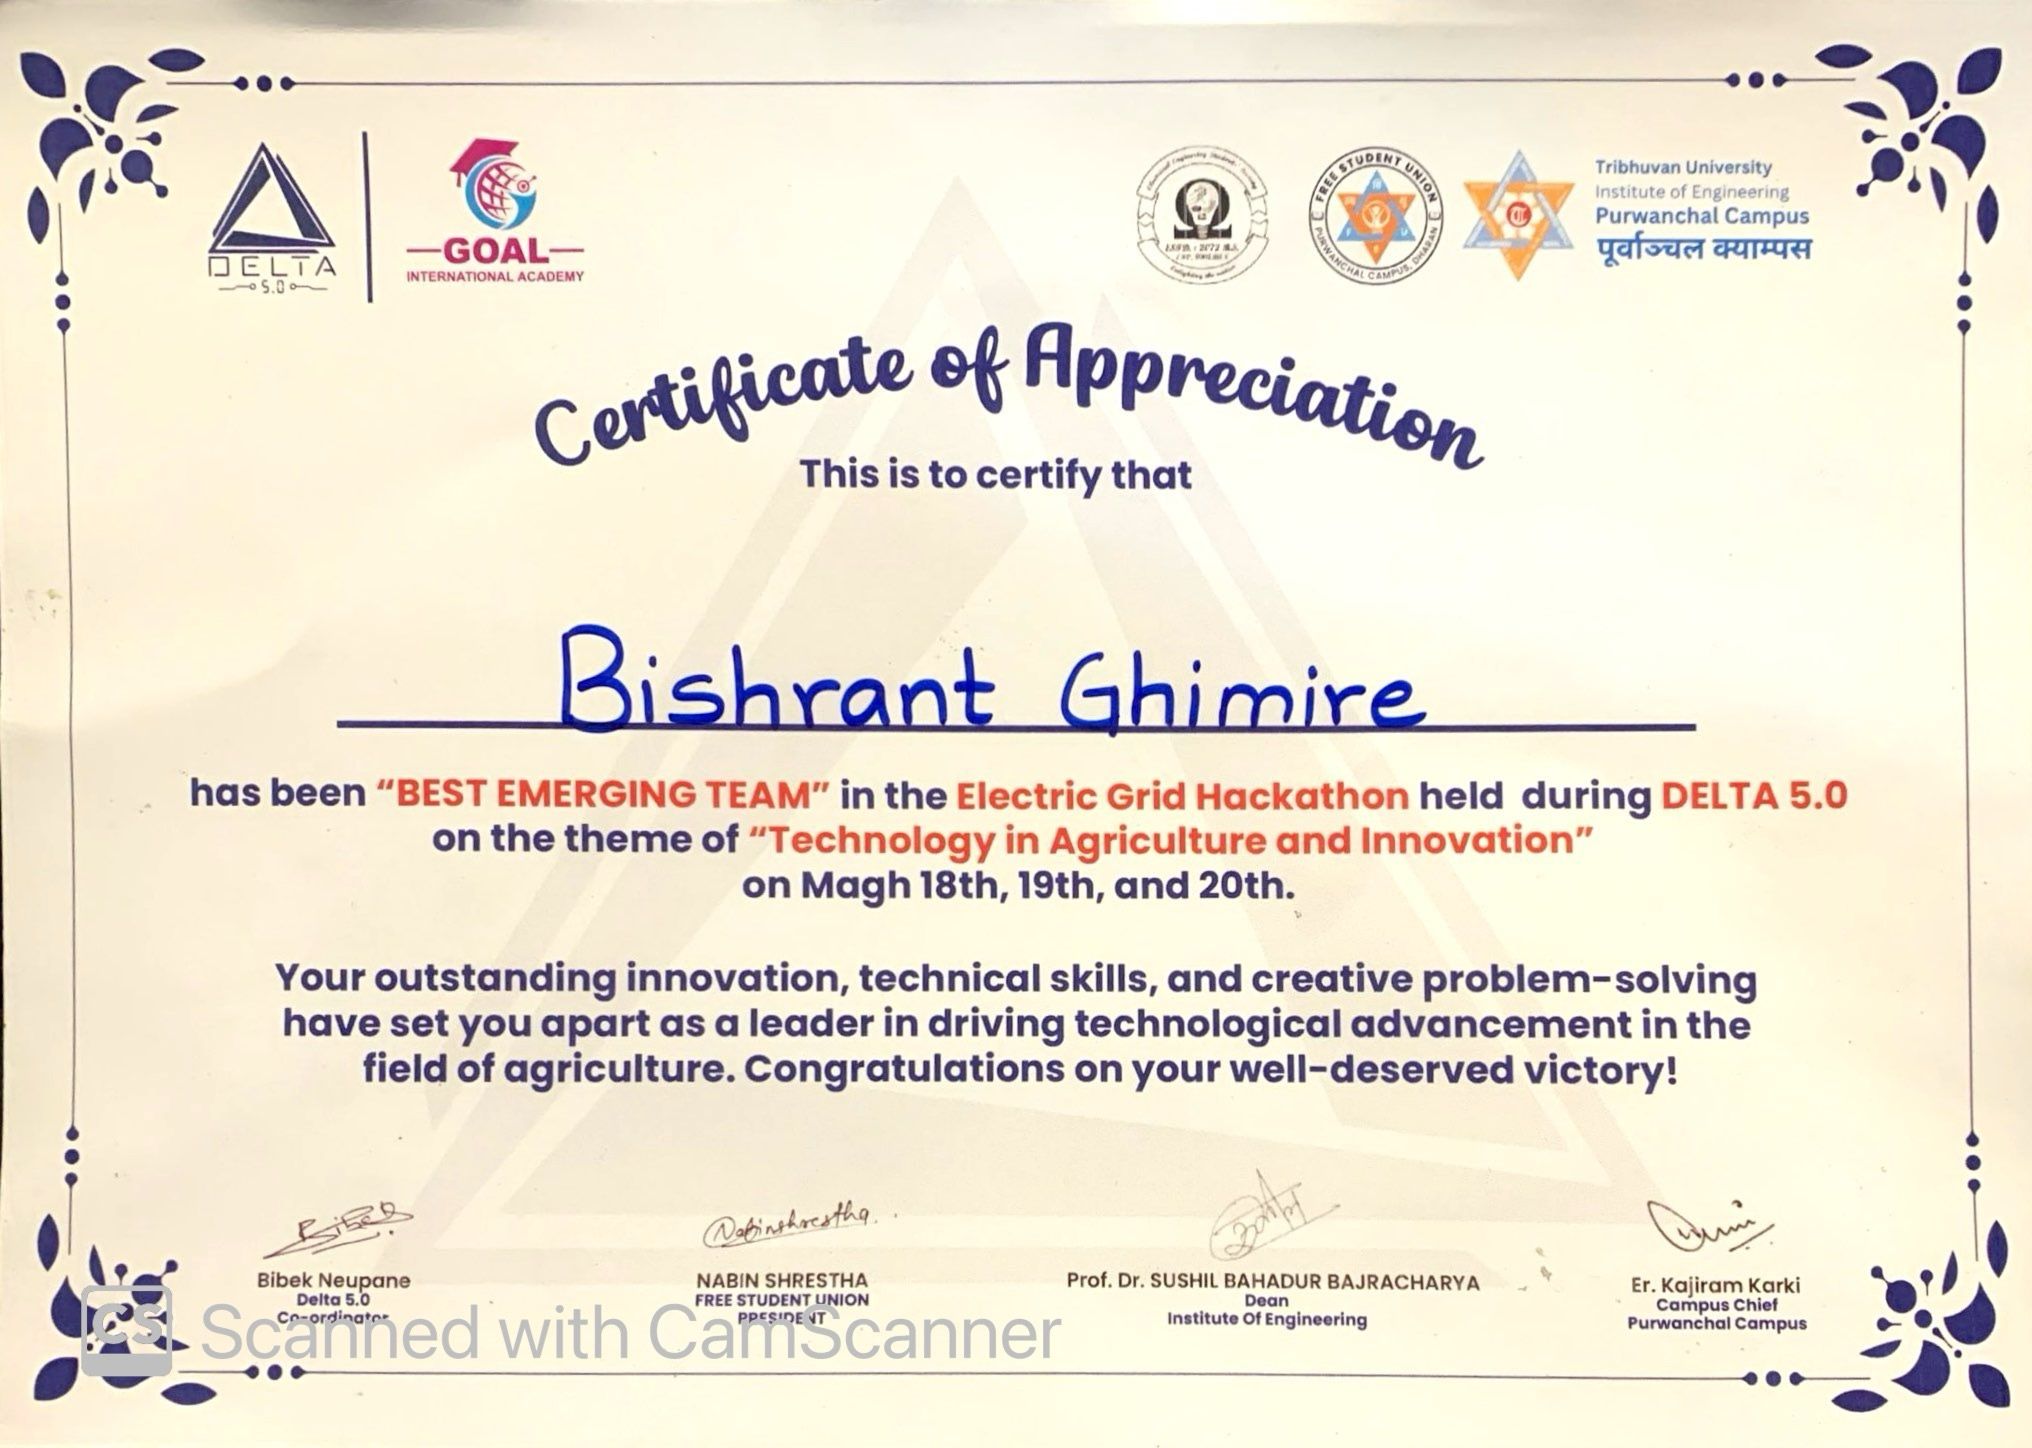 DELTA
5.0
GOAL
INTERNATIONAL ACADEMY
FREE STUDENT UNION
PURWANCHAL CAMPUS, DHARAN
Tribhuvan University
Institute of Engineering
Purwanchal Campus
पूर्वाञ्चल क्याम्पस
Certificate of Appreciation
This is to certify that
Bishrant Ghimire
has been “BEST EMERGING TEAM” in the Electric Grid Hackathon held during DELTA 5.0
on the theme of “Technology in Agriculture and Innovation”
on Magh 18th, 19th, and 20th.
Your outstanding innovation, technical skills, and creative problem-solving
have set you apart as a leader in driving technological advancement in the
field of agriculture. Congratulations on your well-deserved victory!
Bibek
Nabinshrestha
Bibek Neupane
Delta 5.0
Co-ordinator
NABIN SHRESTHA
FREE STUDENT UNION
PRESIDENT
Prof. Dr. SUSHIL BAHADUR BAJRACHARYA
Dean
Institute Of Engineering
Er. Kajiram Karki
Campus Chief
Purwanchal Campus
CS Scanned with CamScanner